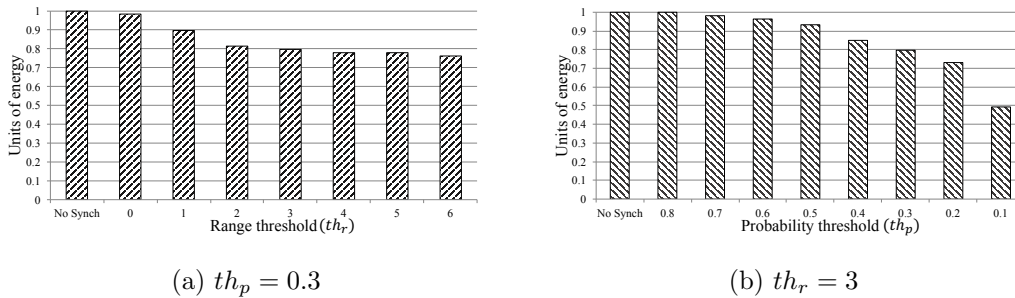 1
0.9
0.8
0.7
0.6
0.5
0.4
0.3
0.2
0.1
0
Units of energy
No Synch 0 1 2 3 4 5 6
Range threshold (th_r)
(a) th_p = 0.3
1
0.9
0.8
0.7
0.6
0.5
0.4
0.3
0.2
0.1
0
Units of energy
No Synch 0.8 0.7 0.6 0.5 0.4 0.3 0.2 0.1
Probability threshold (th_p)
(b) th_r = 3